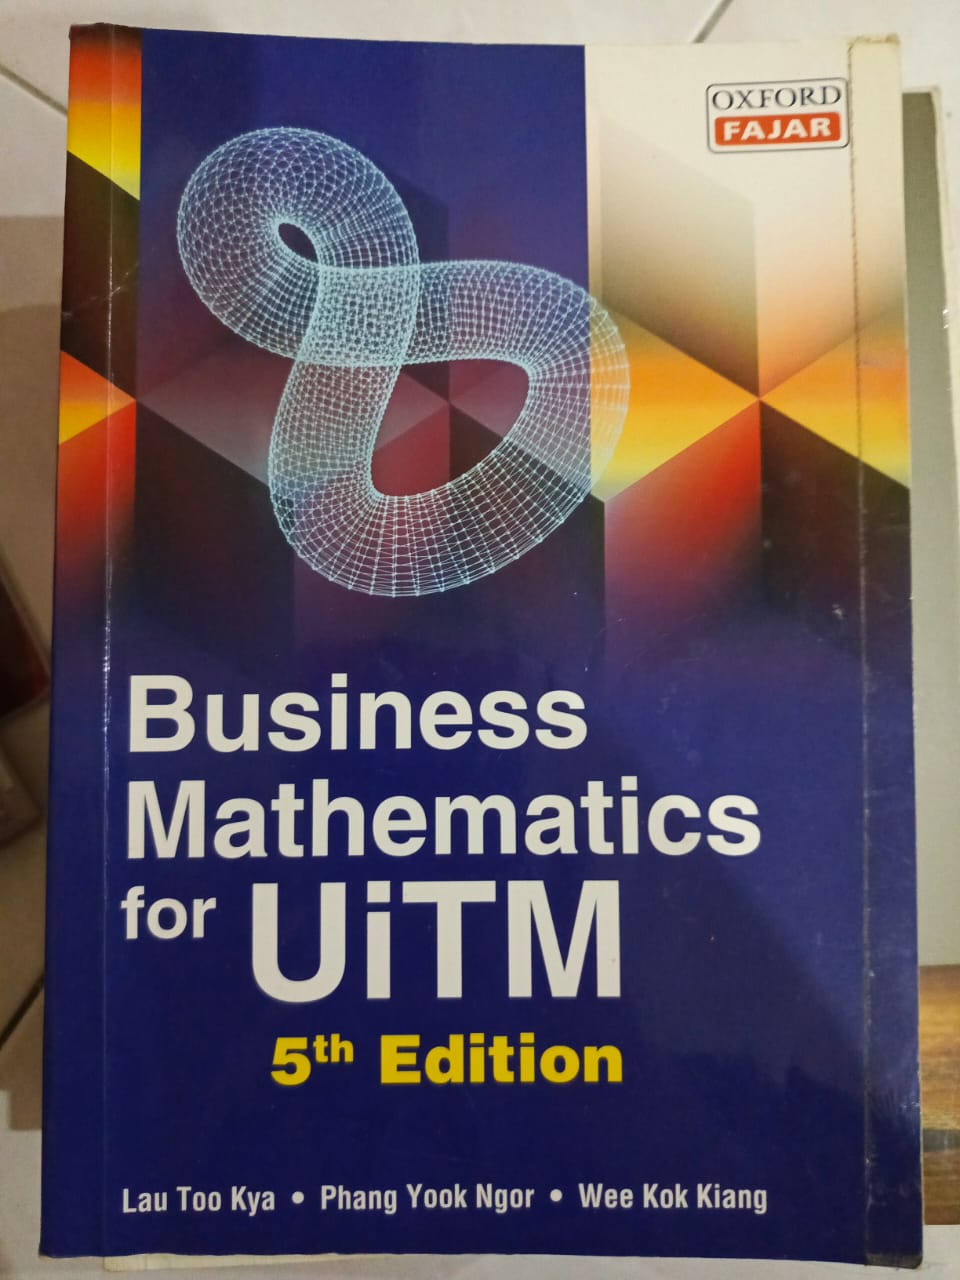 OXFORD
FAJAR
Business
Mathematics
for UiTM
5th Edition
Lau Too Kya • Phang Yook Ngor • Wee Kok Kiang